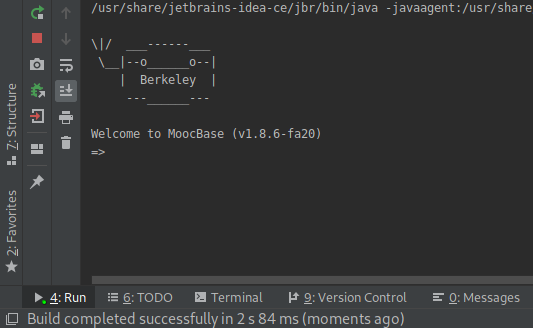 /usr/share/jetbrains-idea-ce/jbr/bin/java -javaagent:/usr/share
\|/  ___------___
 \__|--o______o--|
    |  Berkeley  |
     ---______---
Welcome to MoocBase (v1.8.6-fa20)
=>
7: Structure
2: Favorites
4: Run
6: TODO
Terminal
9: Version Control
0: Messages
Build completed successfully in 2 s 84 ms (moments ago)